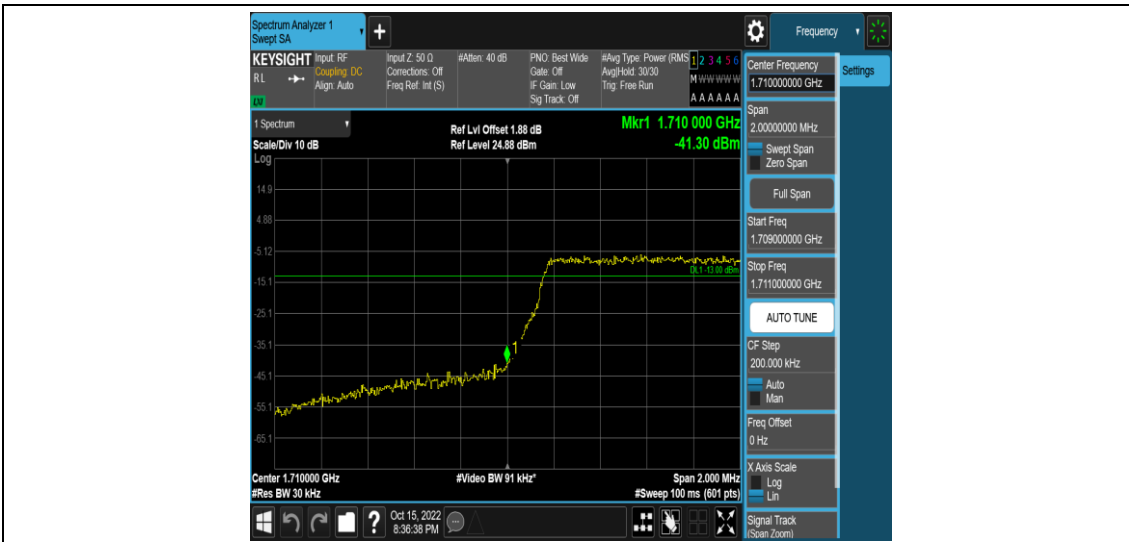 Spectrum Analyzer 1
Swept SA
+
Frequency
KEYSIGHT
RL
LXI
Input: RF
Coupling: DC
Align: Auto
Input Z: 50 Ω
Corrections: Off
Freq Ref: Int (S)
#Atten: 40 dB
PNO: Best Wide
Gate: Off
IF Gain: Low
Sig Track: Off
#Avg Type: Power (RMS
Avg|Hold: 30/30
Trig: Free Run
1 2 3 4 5 6
M W W W W W
A A A A A A
1 Spectrum
Scale/Div 10 dB
Log
Ref Lvl Offset 1.88 dB
Ref Level 24.88 dBm
Mkr1 1.710 000 GHz
-41.30 dBm
14.9
4.88
-5.12
-15.1
-25.1
-35.1
-45.1
-55.1
-65.1
DL1 -13.00 dBm
1
Center 1.710000 GHz
#Res BW 30 kHz
#Video BW 91 kHz*
Span 2.000 MHz
#Sweep 100 ms (601 pts)
?
Oct 15, 2022
8:36:38 PM
Center Frequency
1.710000000 GHz
Settings
Span
2.00000000 MHz
Swept Span
Zero Span
Full Span
Start Freq
1.709000000 GHz
Stop Freq
1.711000000 GHz
AUTO TUNE
CF Step
200.000 kHz
Auto
Man
Freq Offset
0 Hz
X Axis Scale
Log
Lin
Signal Track
(Span Zoom)